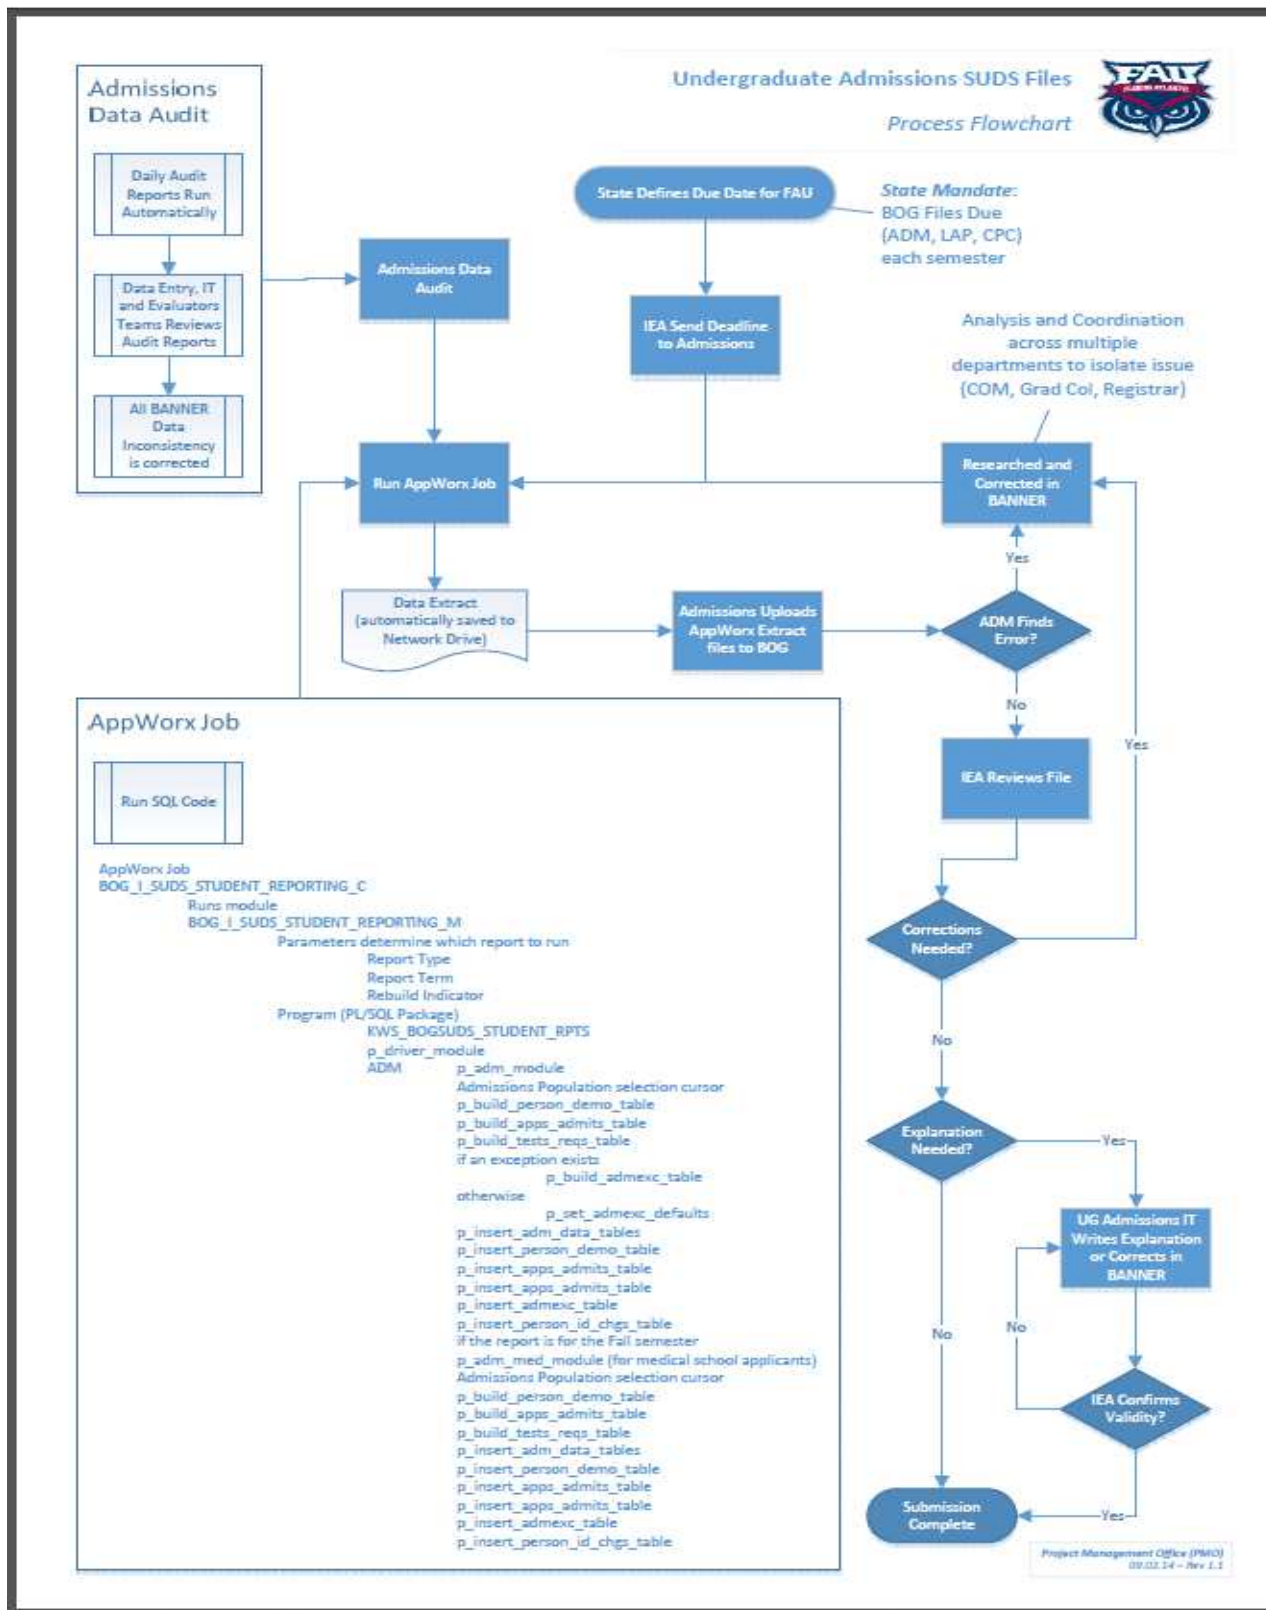 Undergraduate Admissions SUDS Files
Process Flowchart
FAU
FLORIDA ATLANTIC
Admissions
Data Audit
Daily Audit
Reports Run
Automatically
Data Entry, IT
and Evaluators
Teams Reviews
Audit Reports
All BANNER
Data
Inconsistency
is corrected
Admissions Data
Audit
State Defines Due Date for FAU
State Mandate:
BOG Files Due
(ADM, LAP, CPC)
each semester
IEA Send Deadline
to Admissions
Analysis and Coordination
across multiple
departments to isolate issue
(COM, Grad Col, Registrar)
Run AppWorx Job
Researched and
Corrected in
BANNER
Yes
Data Extract
(automatically saved to
Network Drive)
Admissions Uploads
AppWorx Extract
files to BOG
ADM Finds
Error?
No
Yes
IEA Reviews File
Corrections
Needed?
No
Explanation
Needed?
Yes
UG Admissions IT
Writes Explanation
or Corrects in
BANNER
No
No
IEA Confirms
Validity?
Yes
Submission
Complete
AppWorx Job
Run SQL Code
AppWorx Job
BOG_I_SUDS_STUDENT_REPORTING_C
Runs module
BOG_I_SUDS_STUDENT_REPORTING_M
Parameters determine which report to run
Report Type
Report Term
Rebuild Indicator
Program (PL/SQL Package)
KWS_BOGSUDS_STUDENT_RPTS
p_driver_module
ADM p_adm_module
Admissions Population selection cursor
p_build_person_demo_table
p_build_apps_admits_table
p_build_tests_reqs_table
if an exception exists
p_build_admexc_table
otherwise
p_set_admexc_defaults
p_insert_adm_data_tables
p_insert_person_demo_table
p_insert_apps_admits_table
p_insert_apps_admits_table
p_insert_admexc_table
p_insert_person_id_chgs_table
if the report is for the Fall semester
p_adm_med_module (for medical school applicants)
Admissions Population selection cursor
p_build_person_demo_table
p_build_apps_admits_table
p_build_tests_reqs_table
p_insert_adm_data_tables
p_insert_person_demo_table
p_insert_apps_admits_table
p_insert_apps_admits_table
p_insert_admexc_table
p_insert_person_id_chgs_table
Project Management Office (PMO)
09.02.14 – Rev 1.1